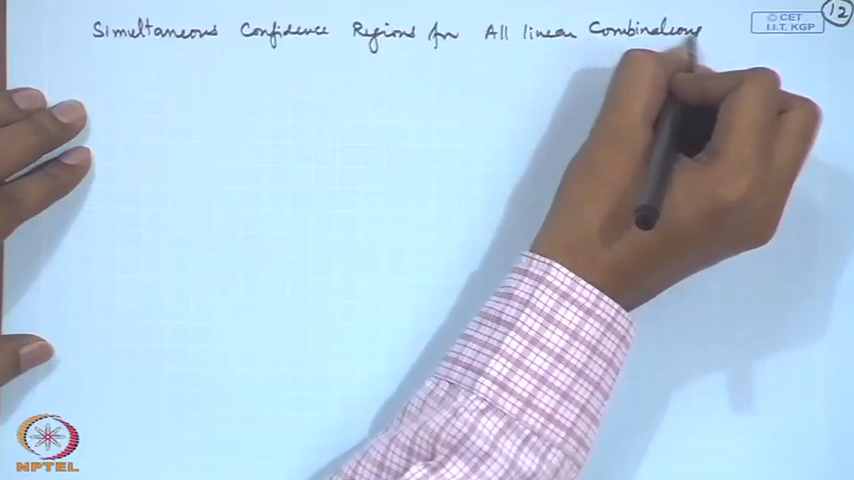 Simultaneous Confidence Regions for All linear Combinations
© CET
I.I.T. KGP
12
NPTEL